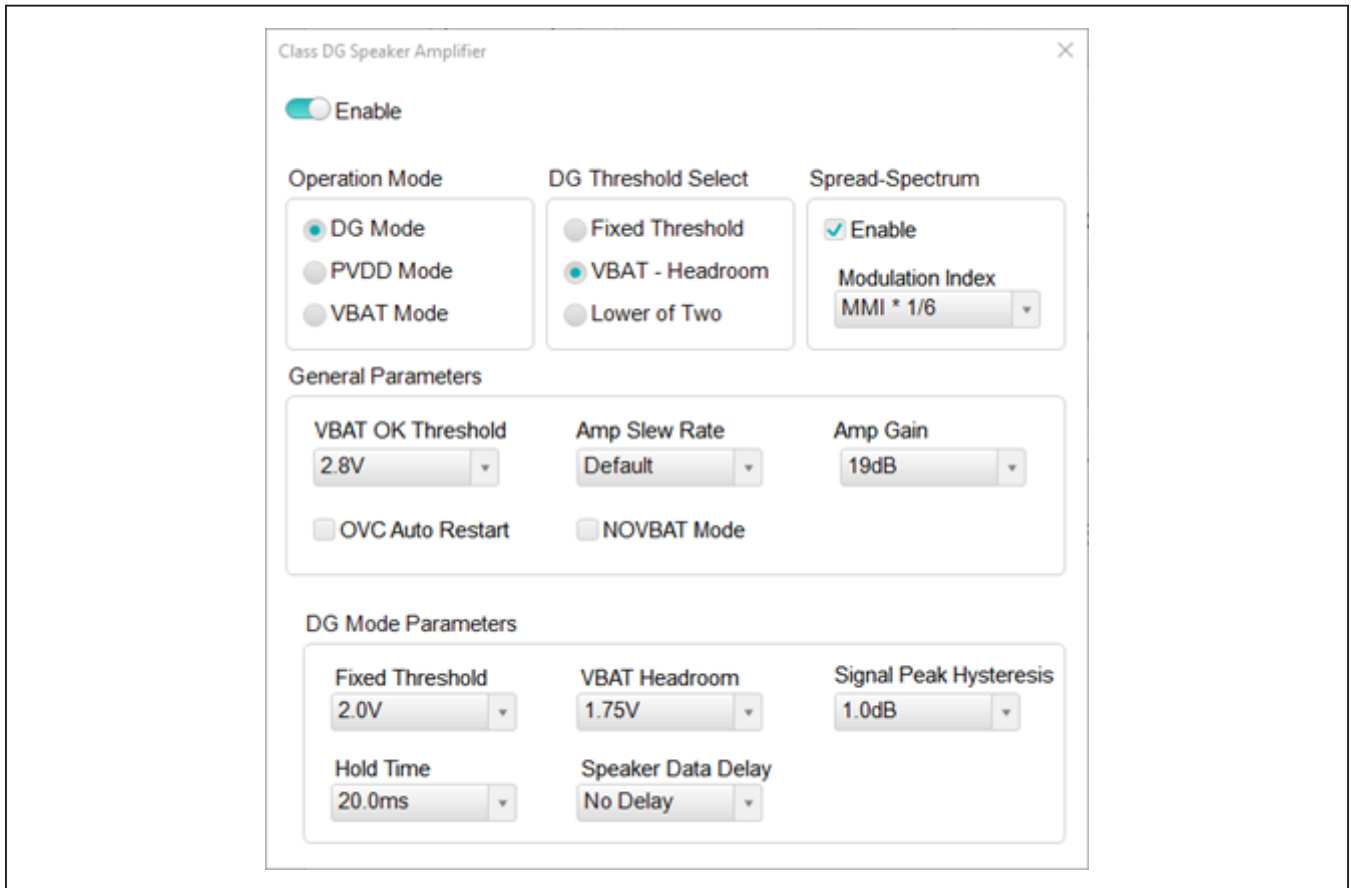 Class DG Speaker Amplifier
Enable
Operation Mode DG Threshold Select Spread-Spectrum
DG Mode Fixed Threshold Enable
PVDD Mode VBAT - Headroom Modulation Index
VBAT Mode Lower of Two MMI * 1/6
General Parameters
VBAT OK Threshold Amp Slew Rate Amp Gain
2.8V Default 19dB
OVC Auto Restart NOVBAT Mode
DG Mode Parameters
Fixed Threshold VBAT Headroom Signal Peak Hysteresis
2.0V 1.75V 1.0dB
Hold Time Speaker Data Delay
20.0ms No Delay